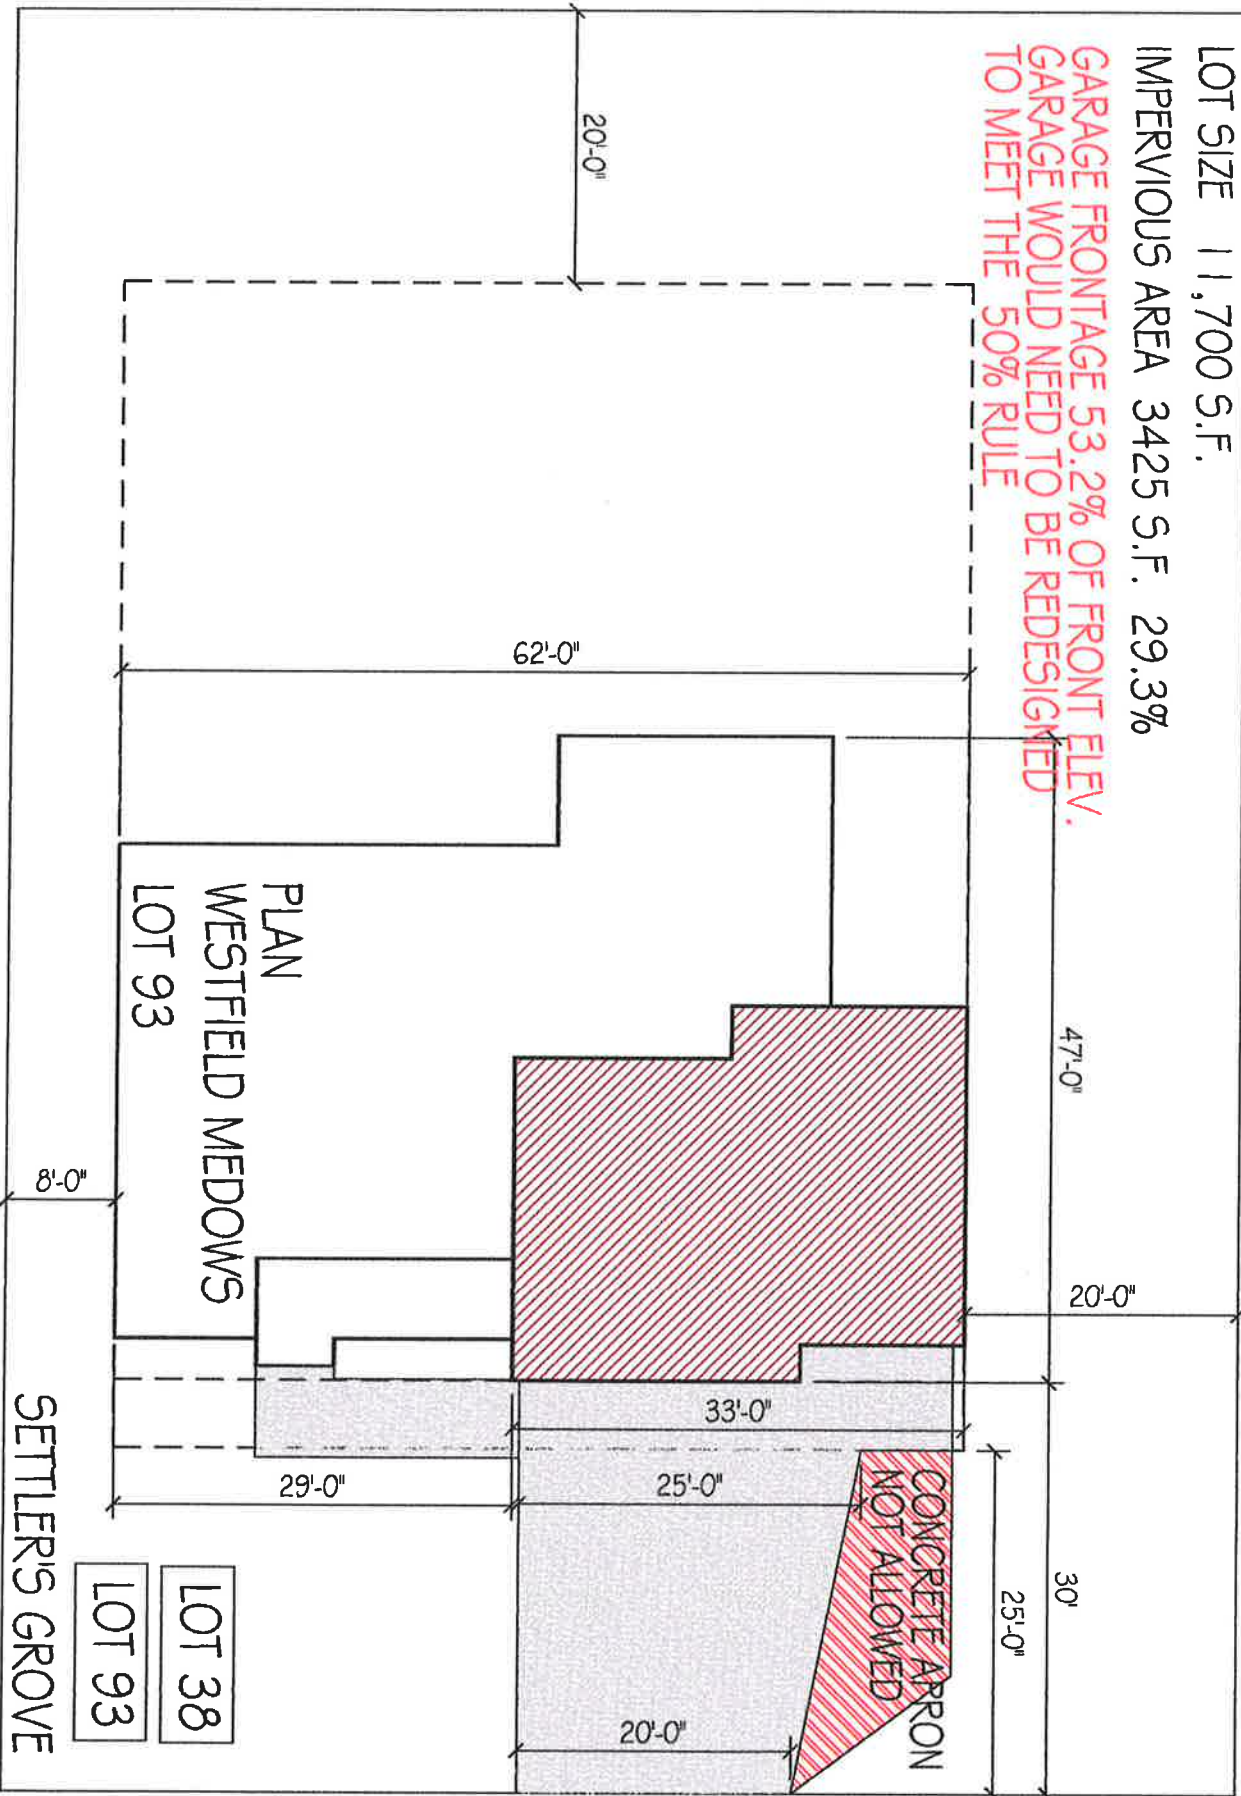 LOT SIZE 11,700 S.F.
IMPERVIOUS AREA 3425 S.F. 29.3%
GARAGE FRONTAGE 53.2% OF FRONT ELEV.
GARAGE WOULD NEED TO BE REDESIGNED
TO MEET THE 50% RULE
20'-0"
62'-0"
47'-0"
20'-0"
PLAN
WESTFIELD MEDOWS
LOT 93
8'-0"
33'-0"
29'-0"
25'-0"
CONCRETE APRON
NOT ALLOWED
30'
25'-0"
20'-0"
LOT 38
LOT 93
SETTLER'S GROVE